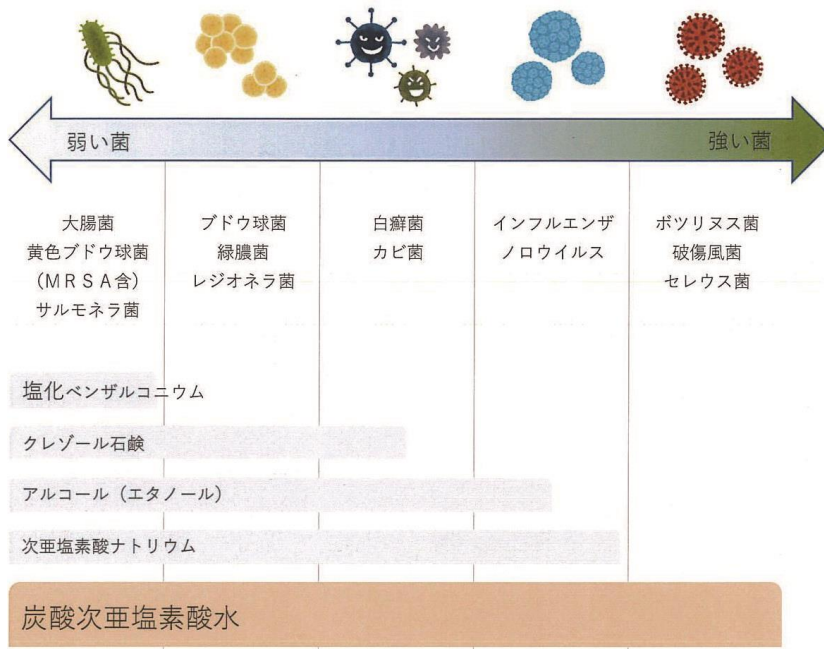 弱い菌
強い菌
大腸菌
黄色ブドウ球菌
(ＭＲＳＡ含)
サルモネラ菌
ブドウ球菌
緑膿菌
レジオネラ菌
白癬菌
カビ菌
インフルエンザ
ノロウイルス
ボツリヌス菌
破傷風菌
セレウス菌
塩化ベンザルコニウム
クレゾール石鹸
アルコール（エタノール）
次亜塩素酸ナトリウム
炭酸次亜塩素酸水